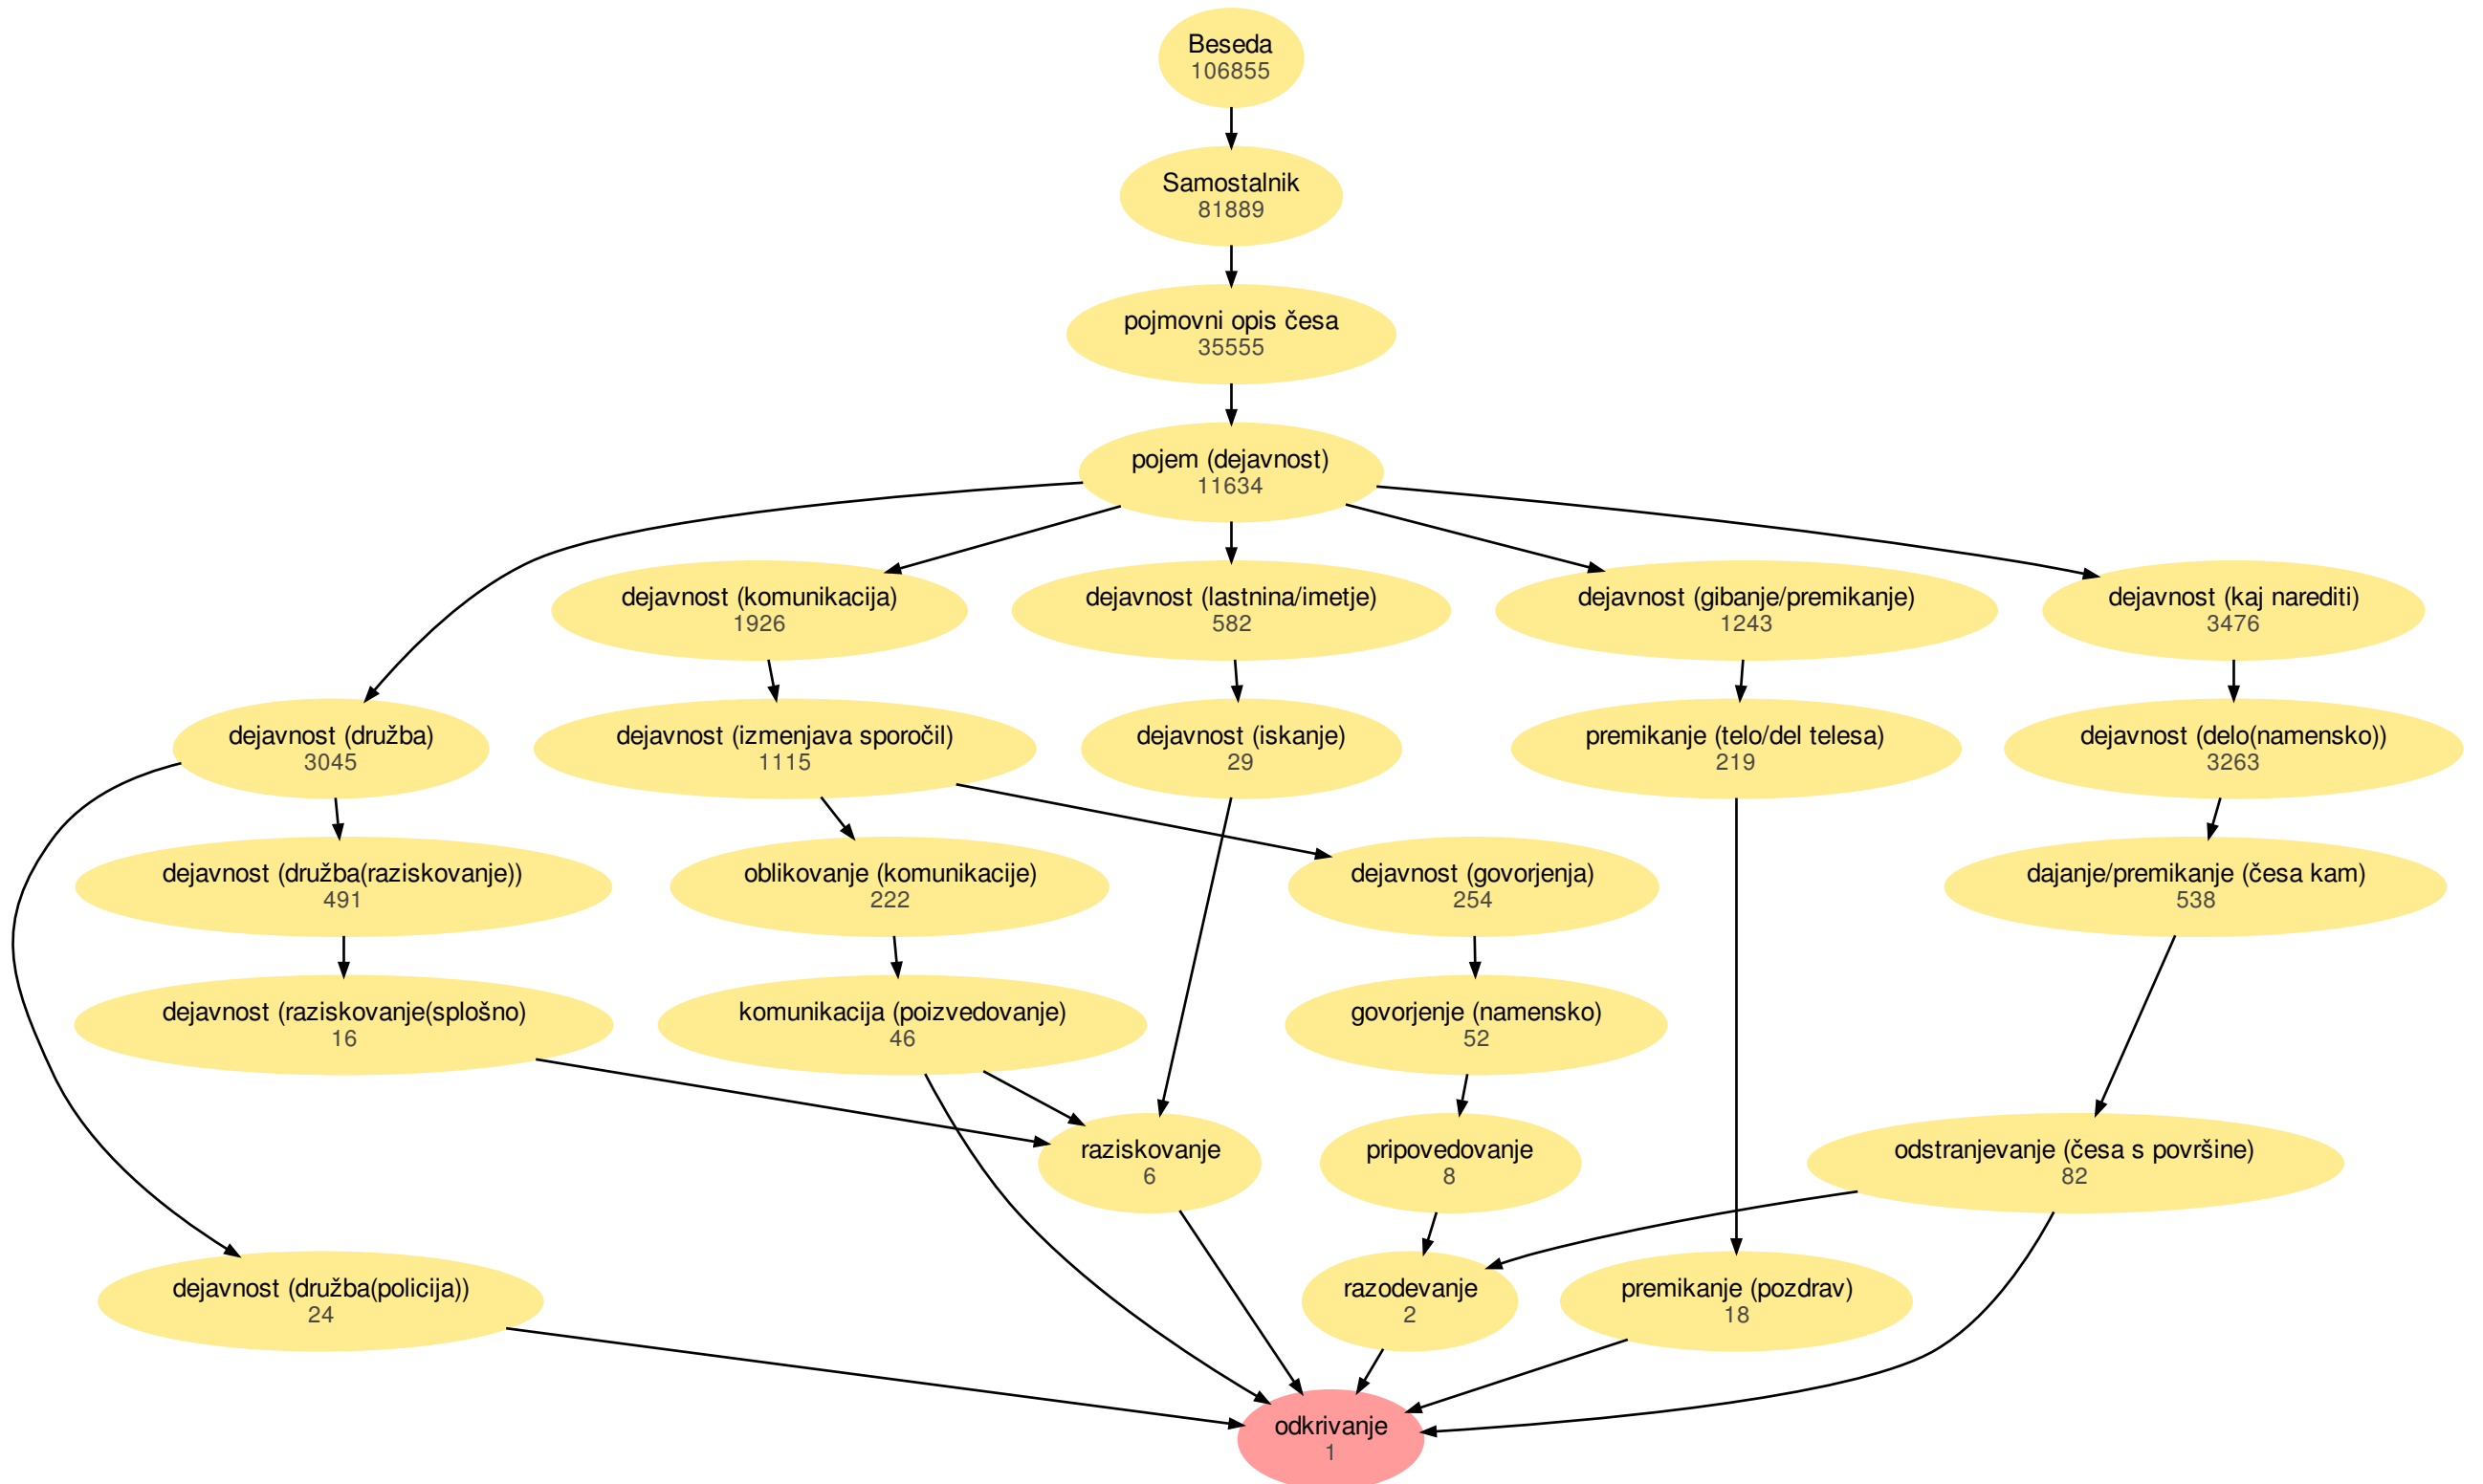 Beseda
106855
Samostalnik
81889
pojmovni opis česa
35555
pojem (dejavnost)
11634
dejavnost (komunikacija)
1926
dejavnost (lastnina/imetje)
582
dejavnost (gibanje/premikanje)
1243
dejavnost (kaj narediti)
3476
dejavnost (družba)
3045
dejavnost (izmenjava sporočil)
1115
dejavnost (iskanje)
29
premikanje (telo/del telesa)
219
dejavnost (delo(namensko))
3263
dejavnost (družba(raziskovanje))
491
oblikovanje (komunikacije)
222
dejavnost (govorjenja)
254
dajanje/premikanje (česa kam)
538
dejavnost (raziskovanje(splošno)
16
komunikacija (poizvedovanje)
46
govorjenje (namensko)
52
raziskovanje
6
pripovedovanje
8
odstranjevanje (česa s površine)
82
dejavnost (družba(policija))
24
razodevanje
2
premikanje (pozdrav)
18
odkrivanje
1